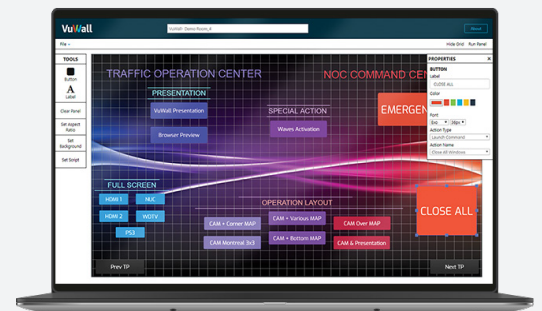 VuWall
VuWall® Demo Room_6
About
File
Hide Grid Run Panel
TOOLS
Button
A
Label
Clear Panel
Set Aspect
Ratio
Set
Background
Set Script
TRAFFIC OPERATION CENTER
NOC COMMAND CEN
PRESENTATION
VuWall Presentation
Browser Preview
SPECIAL ACTION
Waves Activation
EMERGEN
FULL SCREEN
HDMI 1
NUC
HDMI 2
WDTV
PS3
OPERATION LAYOUT
CAM + Corner MAP
CAM + Various MAP
CAM Over MAP
CAM Montreal 3x3
CAM + Bottom MAP
CAM & Presentation
CLOSE ALL
Prev TP
Next TP
PROPERTIES
BUTTON
Label
CLOSE ALL
Color
Font
Action Type
Launch Command
Action Name
Close All Windows